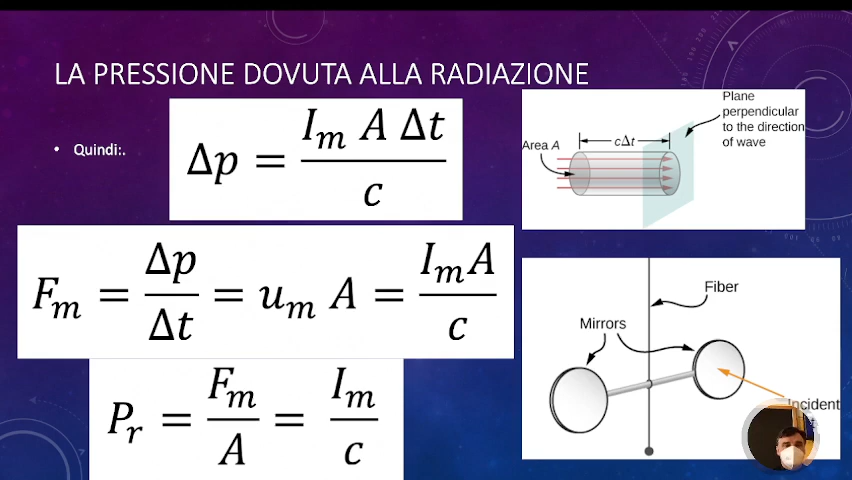 LA PRESSIONE DOVUTA ALLA RADIAZIONE
• Quindi:.
Δp = I_m A Δt / c
F_m = Δp / Δt = u_m A = I_m A / c
P_r = F_m / A = I_m / c
Plane
perpendicular
to the direction
of wave
cΔt
Area A
Fiber
Mirrors
Incident